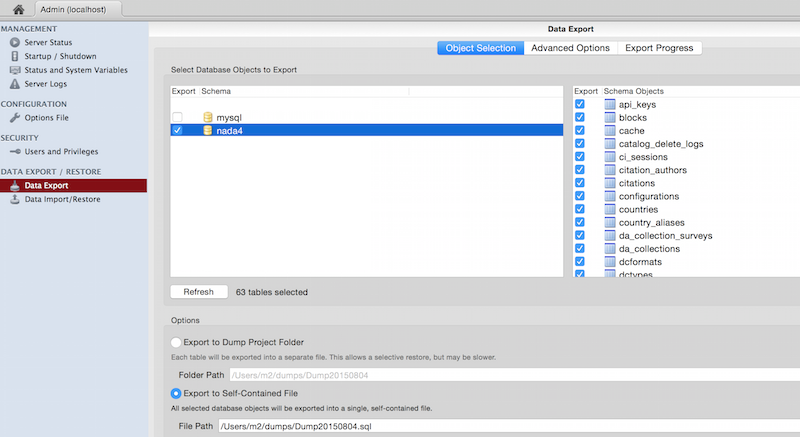 Admin (localhost)
MANAGEMENT
Server Status
Startup / Shutdown
Status and System Variables
Server Logs
CONFIGURATION
Options File
SECURITY
Users and Privileges
DATA EXPORT / RESTORE
Data Export
Data Import/Restore
Data Export
Object Selection Advanced Options Export Progress
Select Database Objects to Export
Export Schema
mysql
nada4
Export Schema Objects
api_keys
blocks
cache
catalog_delete_logs
ci_sessions
citation_authors
citations
configurations
countries
country_aliases
da_collection_surveys
da_collections
dcformats
dctypes
Refresh 63 tables selected
Options
Export to Dump Project Folder
Each table will be exported into a separate file. This allows a selective restore, but may be slower.
Folder Path /Users/m2/dumps/Dump20150804
Export to Self-Contained File
All selected database objects will be exported into a single, self-contained file.
File Path /Users/m2/dumps/Dump20150804.sql